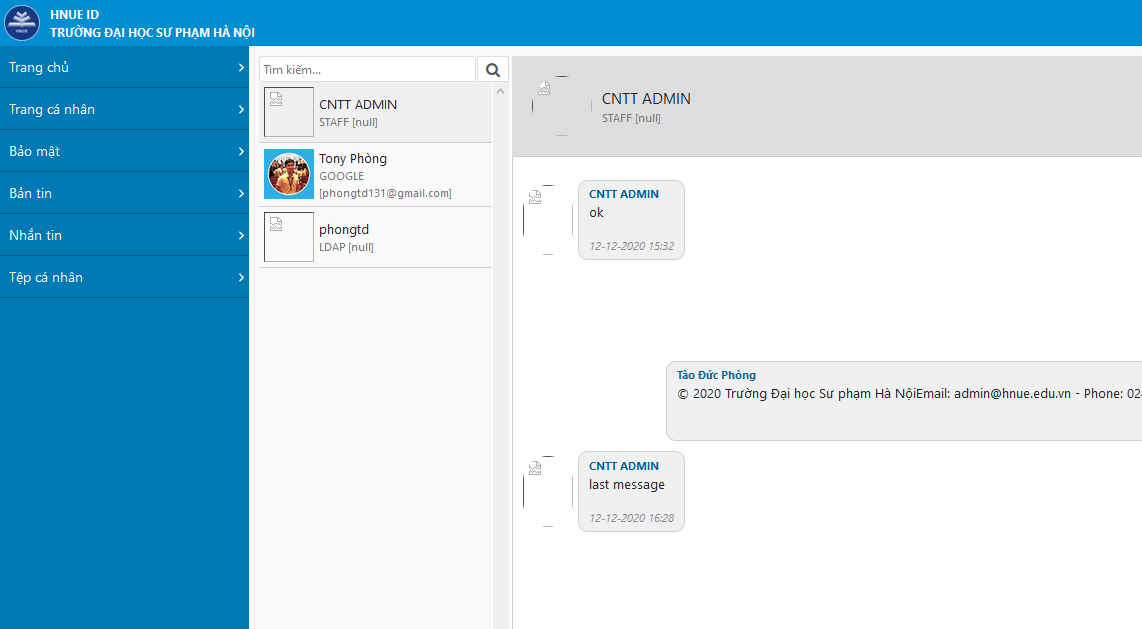 HNUE ID
TRƯỜNG ĐẠI HỌC SƯ PHẠM HÀ NỘI
Trang chủ
Trang cá nhân
Bảo mật
Bản tin
Nhắn tin
Tệp cá nhân
Tìm kiếm...
CNTT ADMIN
STAFF [null]
Tony Phòng
GOOGLE
[phongtd131@gmail.com]
phongtd
LDAP [null]
CNTT ADMIN
STAFF [null]
CNTT ADMIN
ok
12-12-2020 15:32
Tào Đức Phòng
© 2020 Trường Đại học Sư phạm Hà NộiEmail: admin@hnue.edu.vn - Phone: 02
CNTT ADMIN
last message
12-12-2020 16:28